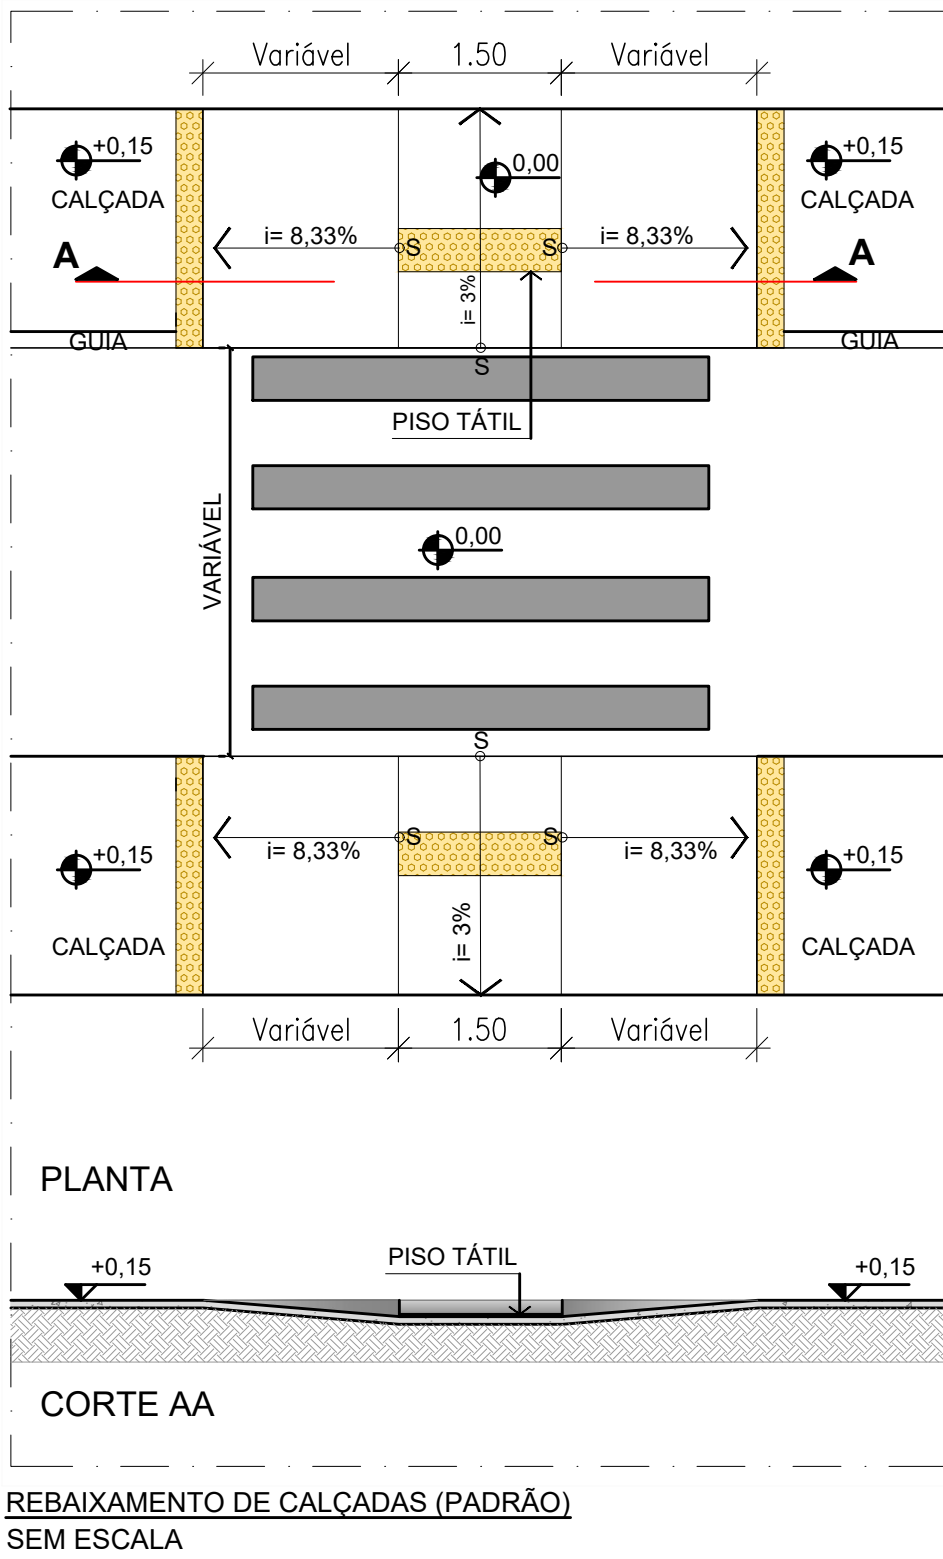 Variável 1.50 Variável
+0,15 +0,15
0,00
CALÇADA CALÇADA
i= 8,33% i= 8,33%
S S
A A
i= 3%
GUIA GUIA
S
PISO TÁTIL
VARIÁVEL
0,00
S
S S
i= 8,33% i= 8,33%
+0,15 +0,15
i= 3%
CALÇADA CALÇADA
Variável 1.50 Variável
PLANTA
PISO TÁTIL
+0,15 +0,15
CORTE AA
REBAIXAMENTO DE CALÇADAS (PADRÃO)
SEM ESCALA